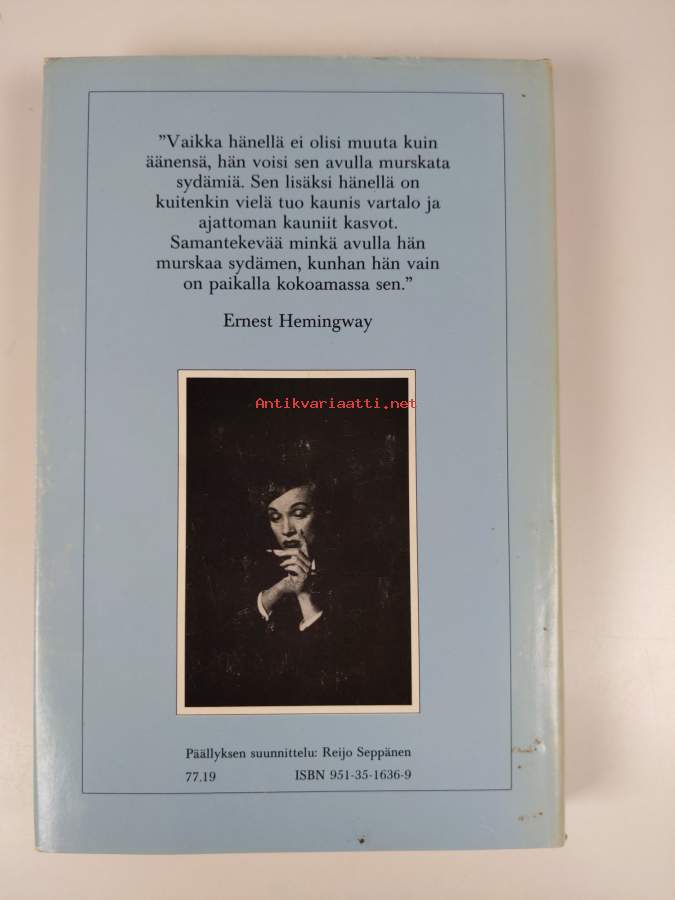 ”Vaikka hänellä ei olisi muuta kuin
äänensä, hän voisi sen avulla murskata
sydämiä. Sen lisäksi hänellä on
kuitenkin vielä tuo kaunis vartalo ja
ajattoman kauniit kasvot.
Samantekevää minkä avulla hän
murskaa sydämen, kunhan hän vain
on paikalla kokoamassa sen.”
Ernest Hemingway
Antikvariaatti.net
Päällyksen suunnittelu: Reijo Seppänen
77.19 ISBN 951-35-1636-9